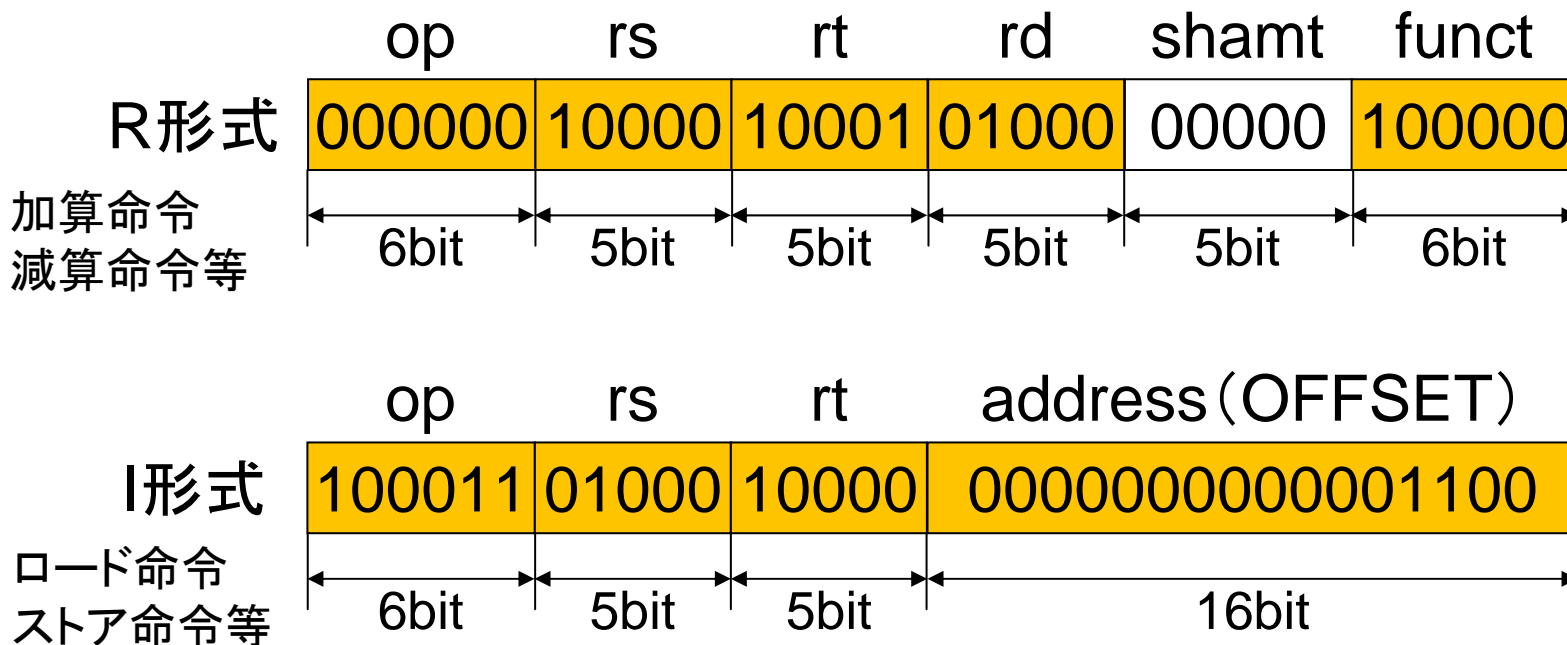 op rs rt rd shamt funct
R形式 000000 10000 10001 01000 00000 100000
加算命令
減算命令等
6bit 5bit 5bit 5bit 5bit 6bit
op rs rt address（OFFSET）
I形式 100011 01000 10000 0000000000001100
ロード命令
ストア命令等
6bit 5bit 5bit 16bit